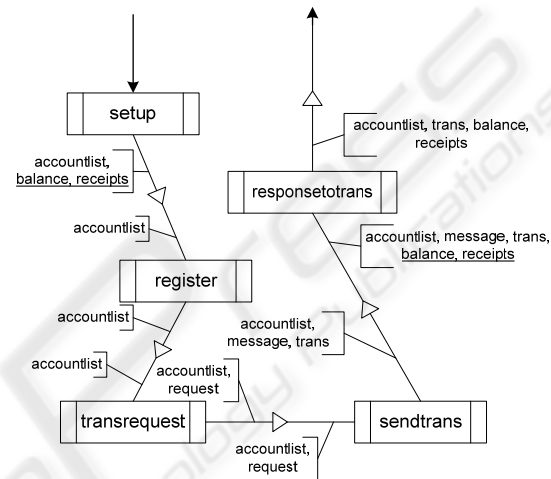 setup
accountlist,
balance, receipts
accountlist
register
accountlist
accountlist
transrequest
accountlist,
request
accountlist,
request
sendtrans
accountlist,
message, trans
accountlist, message, trans,
balance, receipts
responsetotrans
accountlist, trans, balance,
receipts